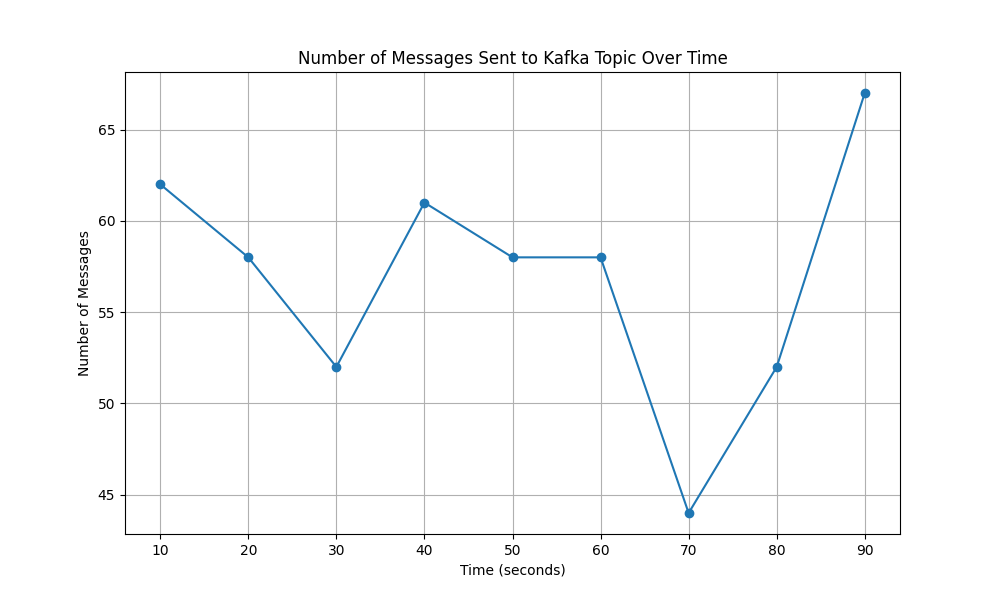 Number of Messages Sent to Kafka Topic Over Time
Number of Messages
65
60
55
50
45
10 20 30 40 50 60 70 80 90
Time (seconds)